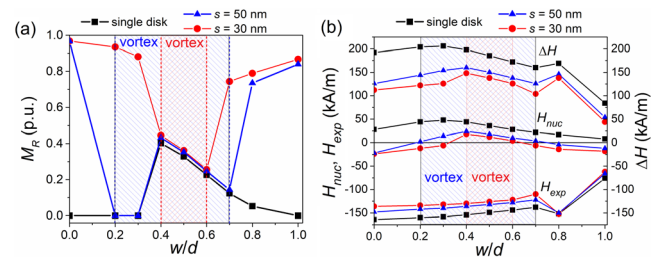 (a)
single disk
s = 50 nm
s = 30 nm
vortex
vortex
M_R (p.u.)
1.0
0.8
0.6
0.4
0.2
0.0
0.0 0.2 0.4 0.6 0.8 1.0
w/d
(b)
single disk
s = 50 nm
s = 30 nm
H_nuc, H_exp (kA/m)
200
150
100
50
0
-50
-100
-150
ΔH
H_nuc
vortex
vortex
H_exp
200
150
100
50
0
-50
-100
-150
ΔH (kA/m)
0.0 0.2 0.4 0.6 0.8 1.0
w/d